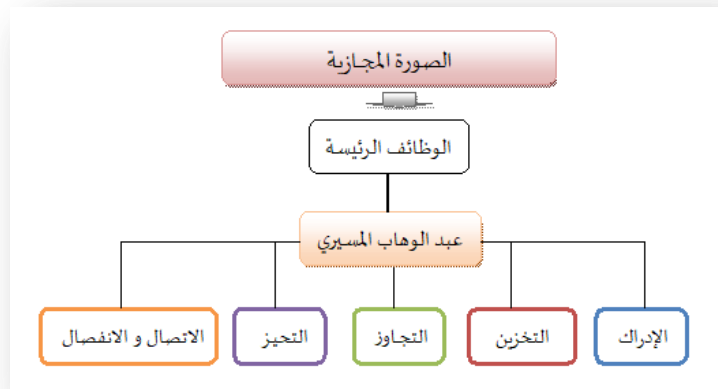 الصورة المجازية
الوظائف الرئيسة
عبد الوهاب المسيري
الإدراك
التخزين
التجاوز
التحيز
الاتصال و الانفصال